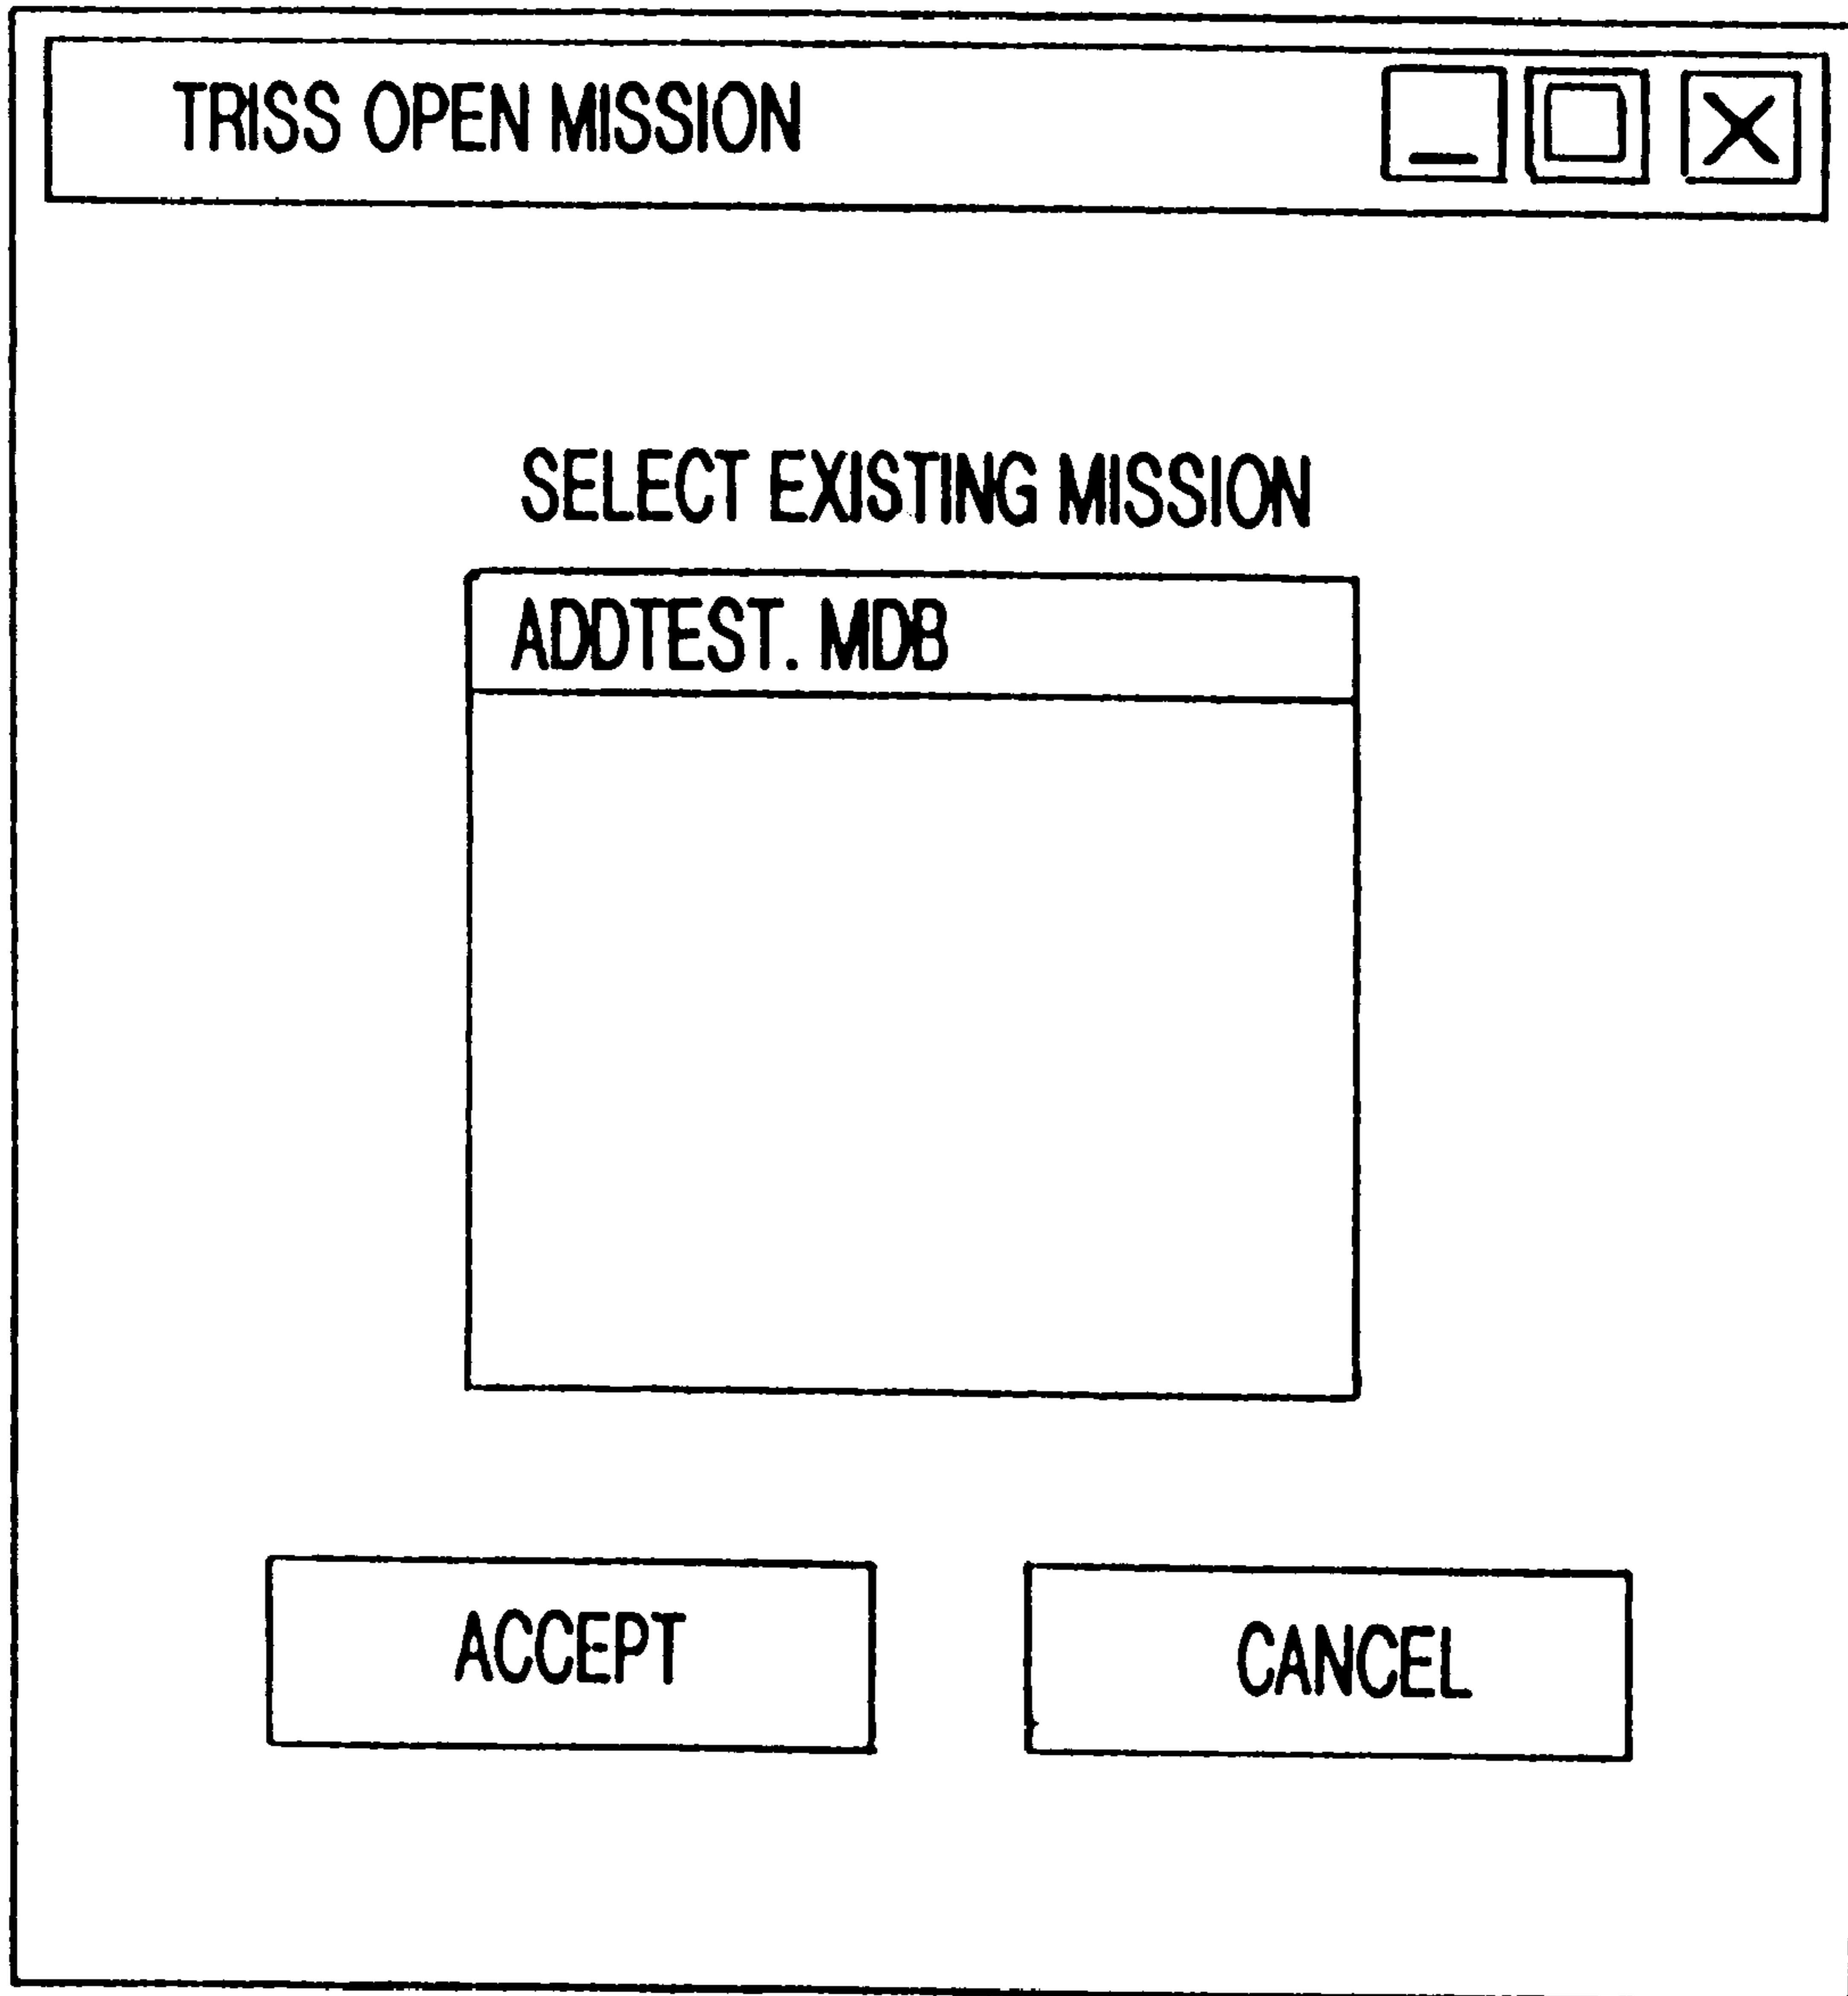 TRISS OPEN MISSION
SELECT EXISTING MISSION
ADDTEST. MDB
ACCEPT
CANCEL